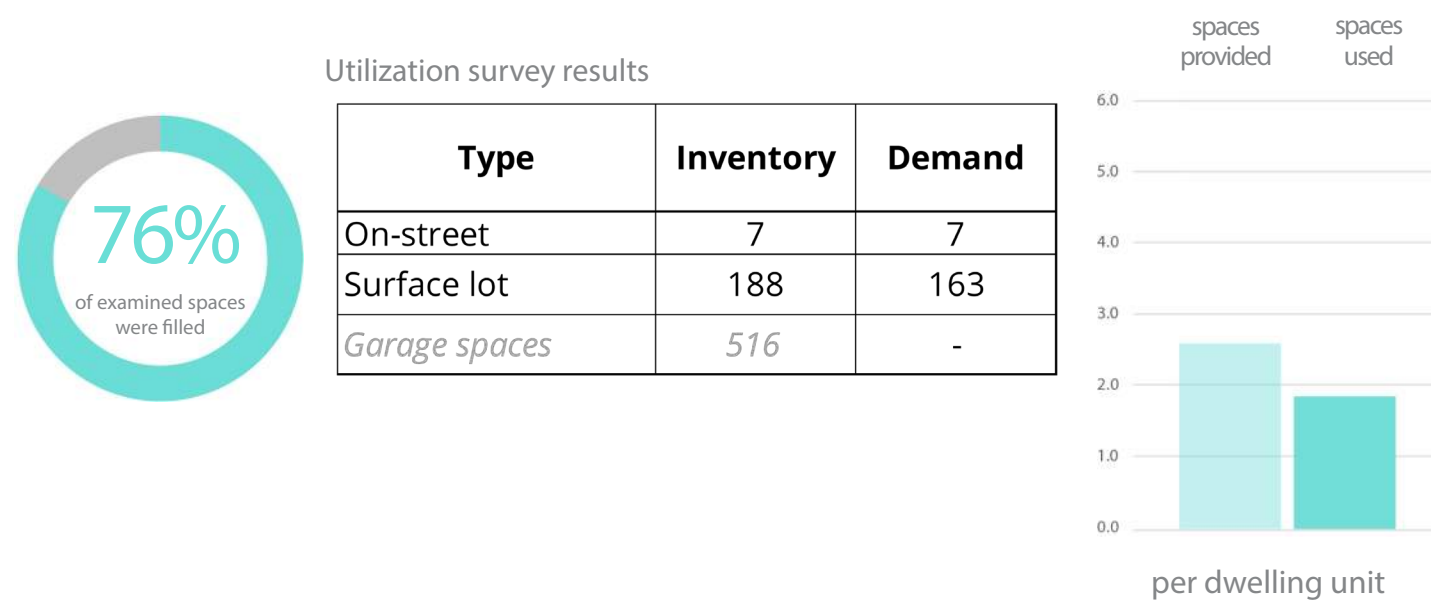 76%
of examined spaces
were filled
Utilization survey results
Type Inventory Demand
On-street 7 7
Surface lot 188 163
Garage spaces 516 -
spaces provided
spaces used
6.0
5.0
4.0
3.0
2.0
1.0
0.0
per dwelling unit